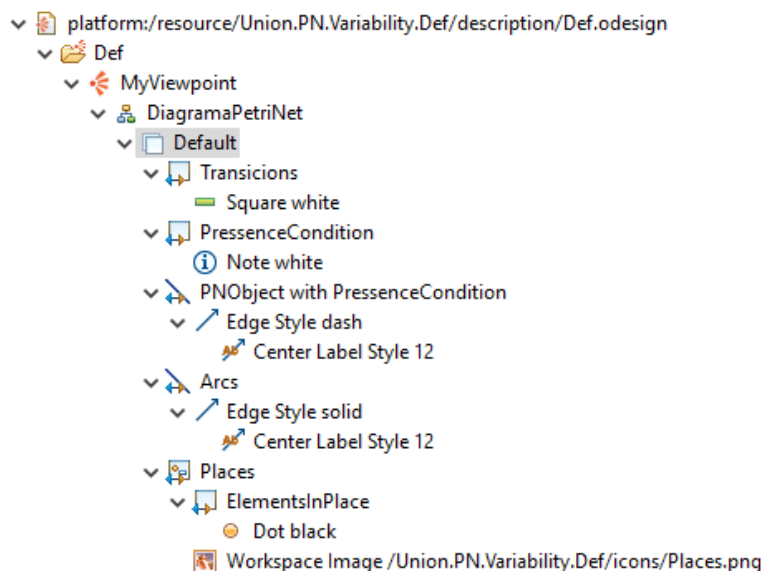 platform:/resource/Union.PN.Variability.Def/description/Def.odesign
Def
MyViewpoint
DiagramaPetriNet
Default
Transicions
Square white
PressenceCondition
Note white
PNObject with PressenceCondition
Edge Style dash
Center Label Style 12
Arcs
Edge Style solid
Center Label Style 12
Places
ElementsInPlace
Dot black
Workspace Image /Union.PN.Variability.Def/icons/Places.png